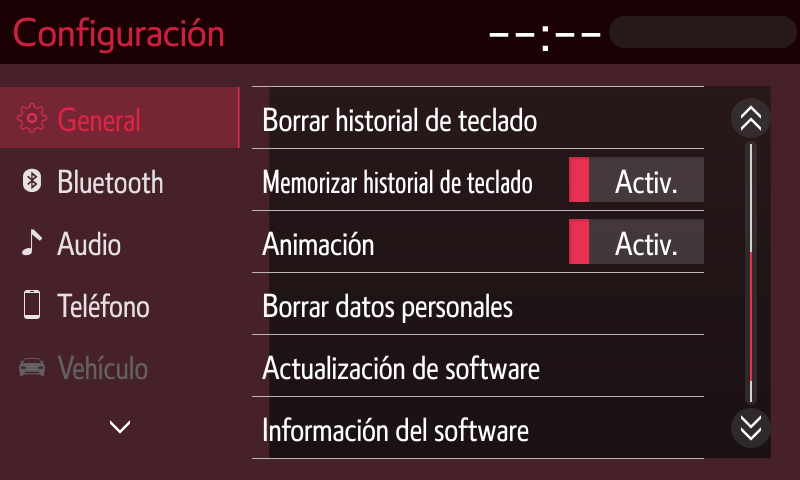 Configuración
--:--
General
Bluetooth
Audio
Teléfono
Vehículo
Borrar historial de teclado
Memorizar historial de teclado Activ.
Animación Activ.
Borrar datos personales
Actualización de software
Información del software